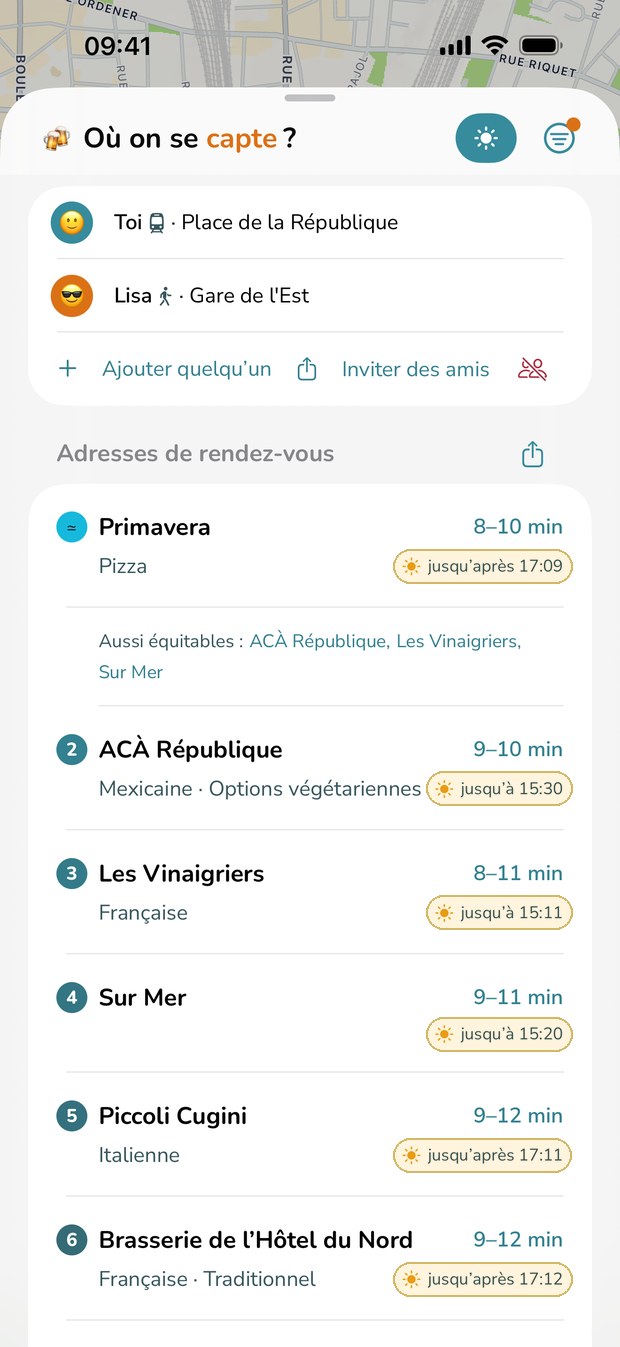 ORDENER
09:41
BOULE
RUE
RUE
PAJOL
RUE RIQUET
RUE
Où on se capte ?
Toi · Place de la République
Lisa · Gare de l'Est
+ Ajouter quelqu’un Inviter des amis
Adresses de rendez-vous
≃ Primavera 8–10 min
Pizza jusqu’après 17:09
Aussi équitables : ACÀ République, Les Vinaigriers,
Sur Mer
2 ACÀ République 9–10 min
Mexicaine · Options végétariennes jusqu’à 15:30
3 Les Vinaigriers 8–11 min
Française jusqu’à 15:11
4 Sur Mer 9–11 min
jusqu’à 15:20
5 Piccoli Cugini 9–12 min
Italienne jusqu’après 17:11
6 Brasserie de l’Hôtel du Nord 9–12 min
Française · Traditionnel jusqu’après 17:12